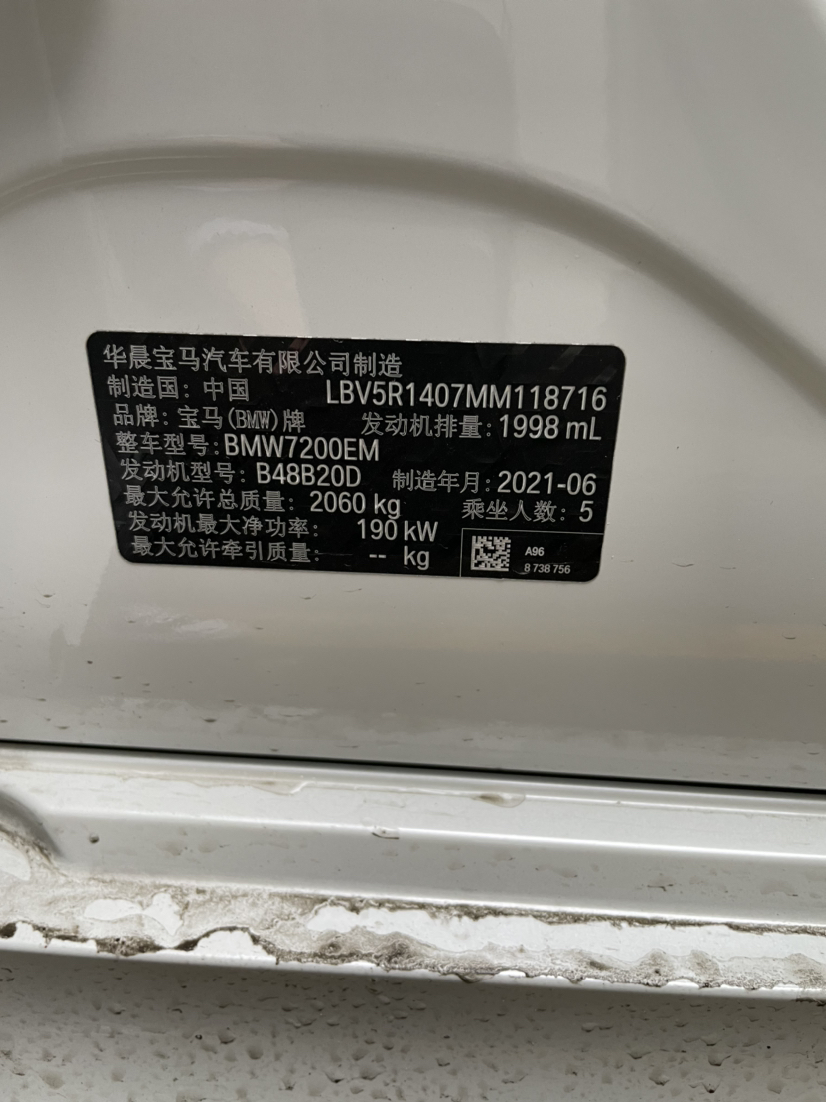 华晨宝马汽车有限公司制造
制造国: 中国 LBV5R1407MM118716
品牌: 宝马(BMW)牌 发动机排量: 1998 mL
整车型号: BMW7200EM
发动机型号: B48B20D 制造年月: 2021-06
最大允许总质量: 2060 kg 乘坐人数: 5
发动机最大净功率: 190 kW
最大允许牵引质量: -- kg
A96
8 738 756